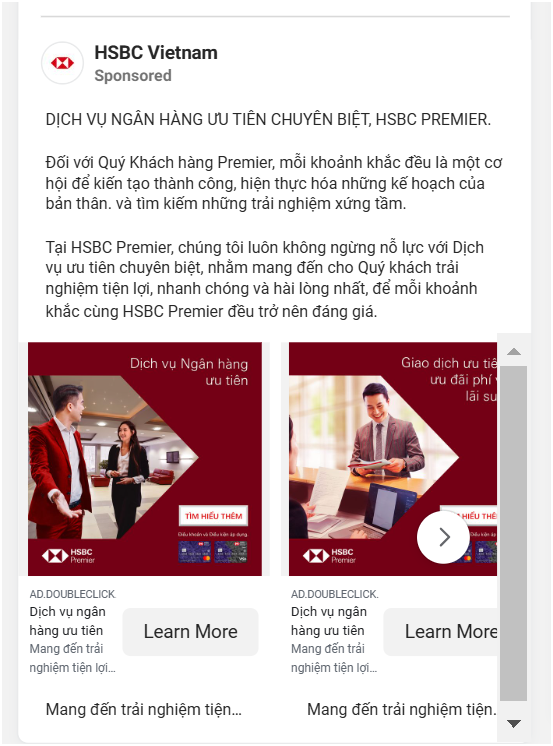 HSBC Vietnam
Sponsored
DỊCH VỤ NGÂN HÀNG ƯU TIÊN CHUYÊN BIỆT, HSBC PREMIER.
Đối với Quý Khách hàng Premier, mỗi khoảnh khắc đều là một cơ
hội để kiến tạo thành công, hiện thực hóa những kế hoạch của
bản thân. và tìm kiếm những trải nghiệm xứng tầm.
Tại HSBC Premier, chúng tôi luôn không ngừng nỗ lực với Dịch
vụ ưu tiên chuyên biệt, nhằm mang đến cho Quý khách trải
nghiệm tiện lợi, nhanh chóng và hài lòng nhất, để mỗi khoảnh
khắc cùng HSBC Premier đều trở nên đáng giá.
Dịch vụ Ngân hàng
ưu tiên
TÌM HIỂU THÊM
Điều khoản và Điều kiện áp dụng
HSBC
Premier
AD.DOUBLECLICK.
Dịch vụ ngân
hàng ưu tiên
Mang đến trải
nghiệm tiện lợi...
Learn More
Mang đến trải nghiệm tiện...
Giao dịch ưu tiê
ưu đãi phí v
lãi su
HIỂU THÊM
Điều khoản và Điều kiện áp dụng
HSBC
Premier
AD.DOUBLECLICK.
Dịch vụ ngân
hàng ưu tiên
Mang đến trải
nghiệm tiện lợi...
Learn More
Mang đến trải nghiệm tiện.